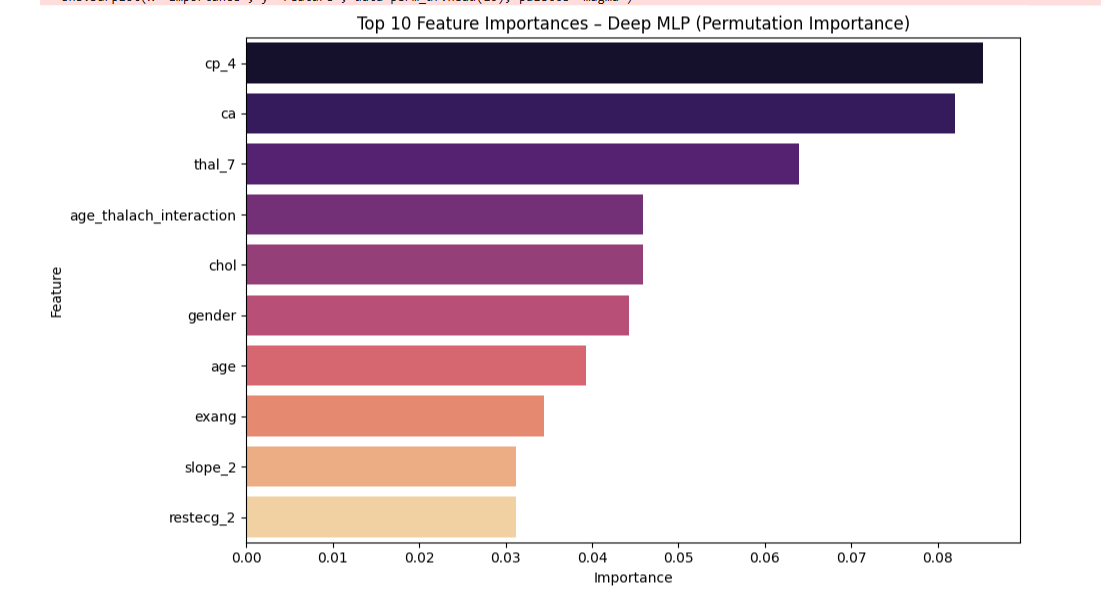 Top 10 Feature Importances – Deep MLP (Permutation Importance)
cp_4
ca
thal_7
age_thalach_interaction
chol
gender
age
exang
slope_2
restecg_2
Feature
0.00 0.01 0.02 0.03 0.04 0.05 0.06 0.07 0.08
Importance